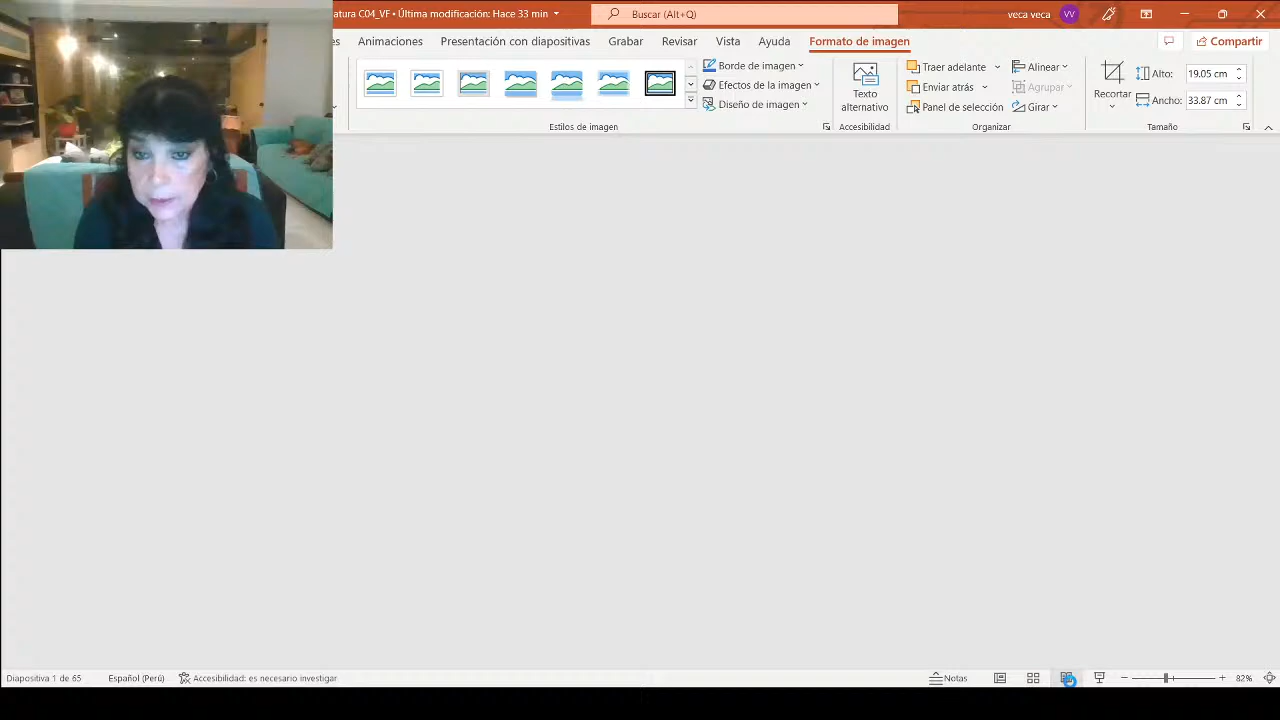 atura C04_VF • Última modificación: Hace 33 min
Buscar (Alt+Q)
veca veca
VV
es
Animaciones
Presentación con diapositivas
Grabar
Revisar
Vista
Ayuda
Formato de imagen
Compartir
Borde de imagen
Efectos de la imagen
Diseño de imagen
Texto
alternativo
Traer adelante
Enviar atrás
Panel de selección
Alinear
Agrupar
Girar
Recortar
Alto:
19.05 cm
Ancho:
33.87 cm
Estilos de imagen
Accesibilidad
Organizar
Tamaño
Diapositiva 1 de 65
Español (Perú)
Accesibilidad: es necesario investigar
Notas
82%